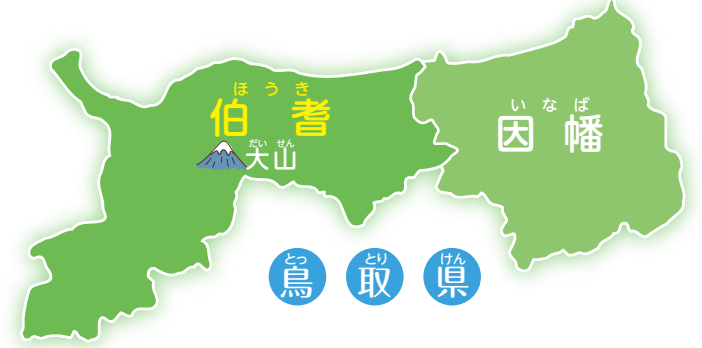 ほうき
伯耆
だいせん
大山
いなば
因幡
とっとりけん
鳥取県